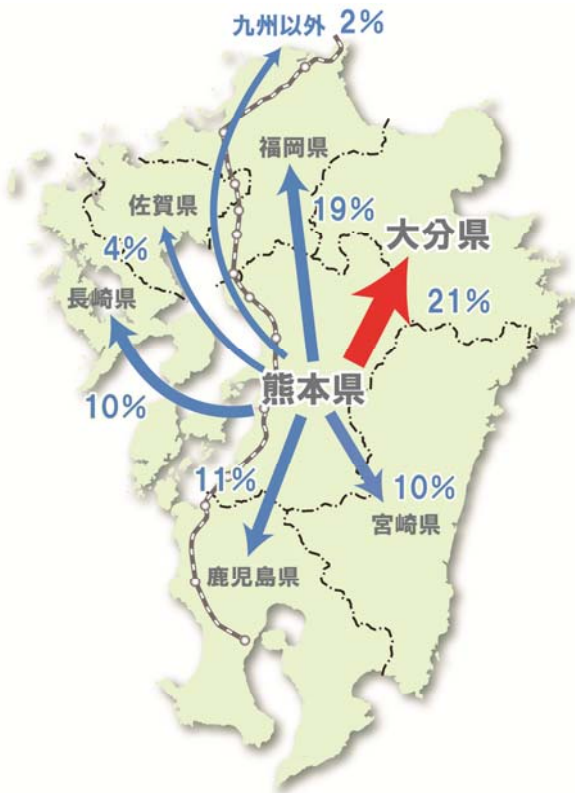 九州以外 2%
福岡県
佐賀県
19%
大分県
4%
長崎県
21%
熊本県
10%
11%
10%
宮崎県
鹿児島県